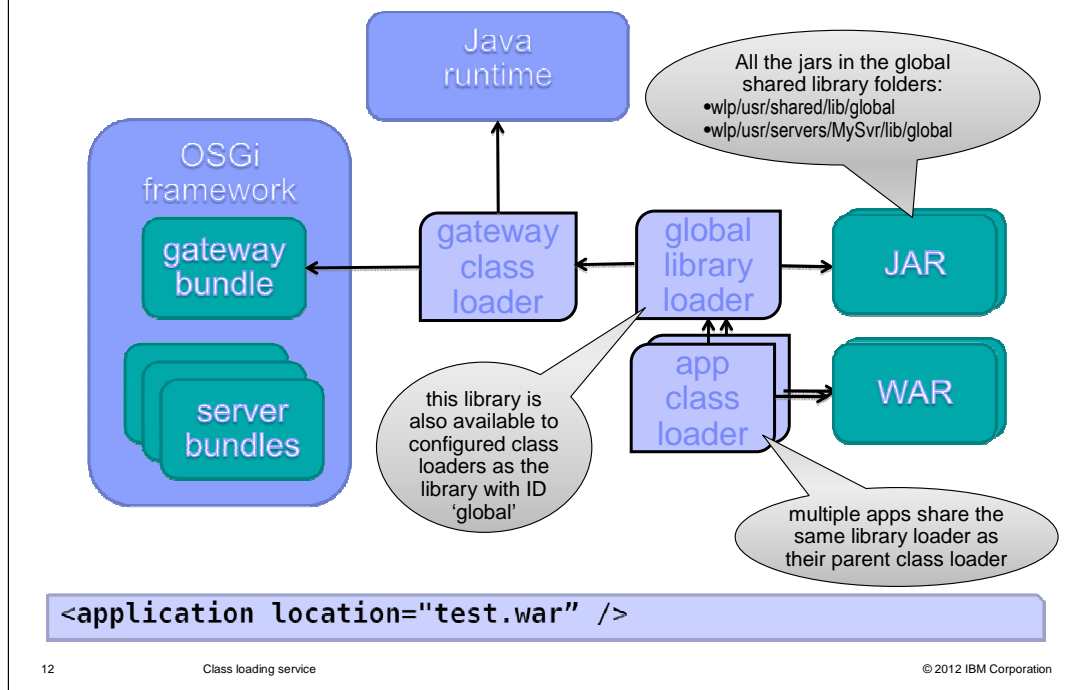 Java
runtime
All the jars in the global
shared library folders:
•wlp/usr/shared/lib/global
•wlp/usr/servers/MySvr/lib/global
OSGi
framework
gateway
bundle
gateway
class
loader
global
library
loader
JAR
server
bundles
this library is
also available to
configured class
loaders as the
library with ID
‘global’
app
class
loader
WAR
multiple apps share the
same library loader as
their parent class loader
<application location="test.war” />
12
Class loading service
© 2012 IBM Corporation